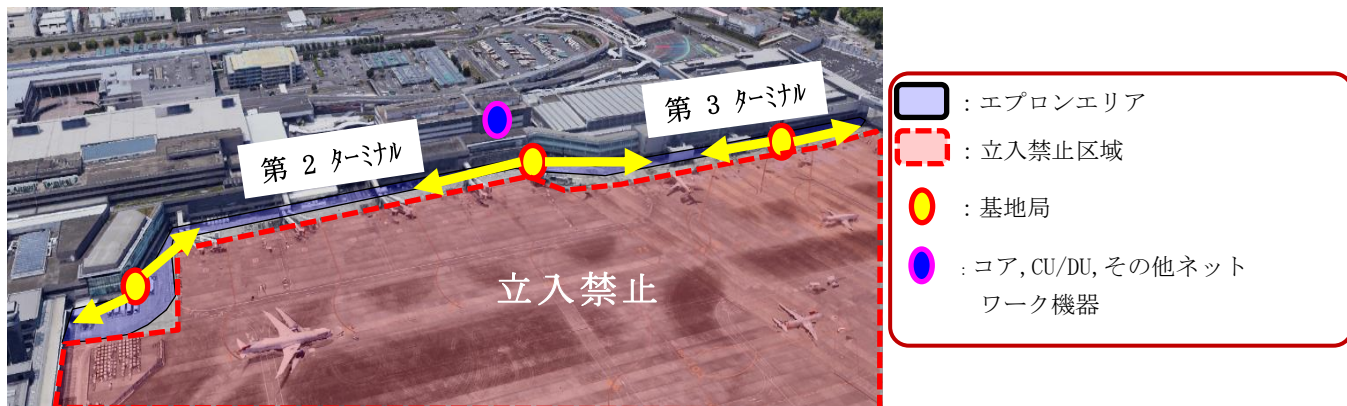 第 3 ターミナル
第 2 ターミナル
立入禁止
：エプロンエリア
：立入禁止区域
：基地局
：コア,CU/DU,その他ネット
ワーク機器